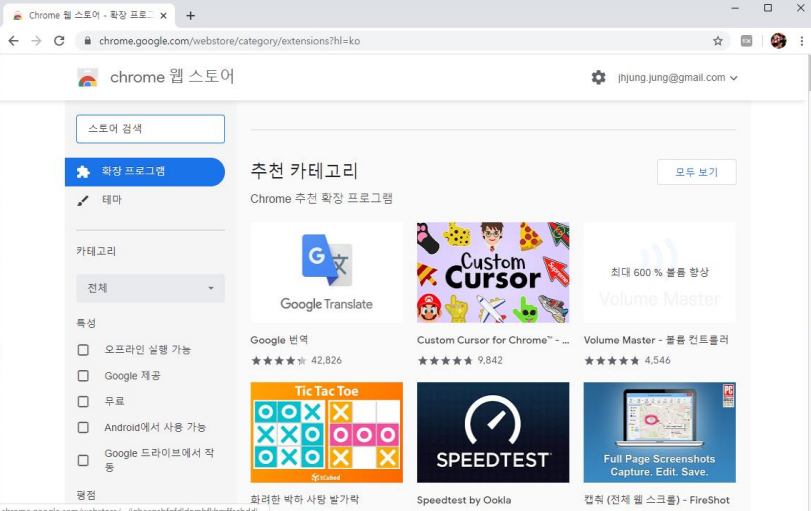 Chrome 웹 스토어 - 확장 프로그
chrome.google.com/webstore/category/extensions?hl=ko
chrome 웹 스토어
jhjung.jung@gmail.com
스토어 검색
확장 프로그램
테마
카테고리
전체
특성
오프라인 실행 가능
Google 제공
무료
Android에서 사용 가능
Google 드라이브에서 작
동
평점
추천 카테고리
모두 보기
Chrome 추천 확장 프로그램
G
Google Translate
Custom
Cursor
Supreme
최대 600 % 볼륨 향상
Volume Master
Google 번역
42,826
Custom Cursor for Chrome™ - ...
9,842
Volume Master - 볼륨 컨트롤러
4,546
Tic Tac Toe
SPEEDTEST
Full Page Screenshots
Capture. Edit. Save.
화려한 박하 사탕 발가락
Speedtest by Ookla
캡춰 (전체 웹 스크롤) - FireShot